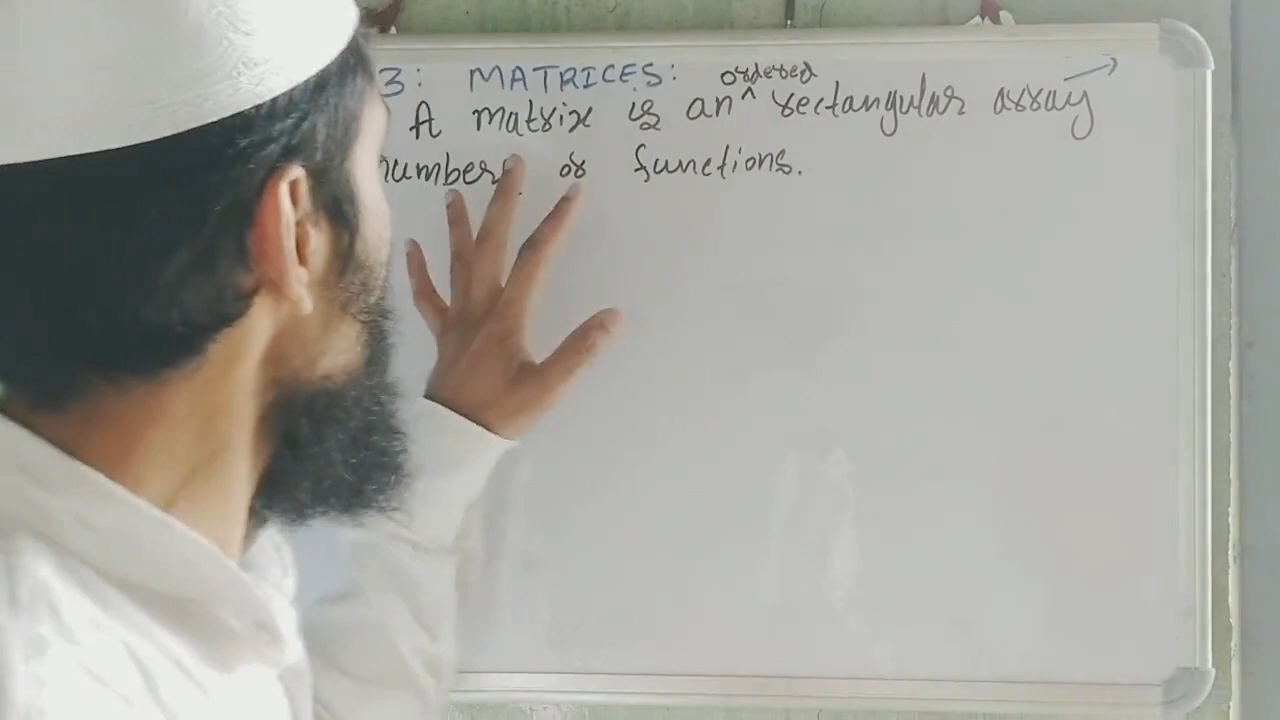 3: MATRICES:
A matrix is an ^ ordered rectangular array →
numbers or functions.